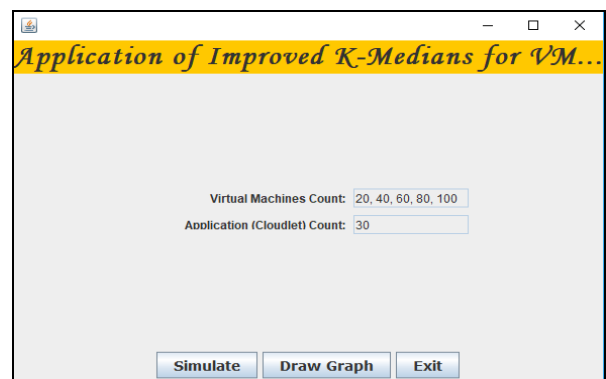 Application of Improved K-Medians for VM...
Virtual Machines Count: 20, 40, 60, 80, 100
Application (Cloudlet) Count: 30
Simulate Draw Graph Exit